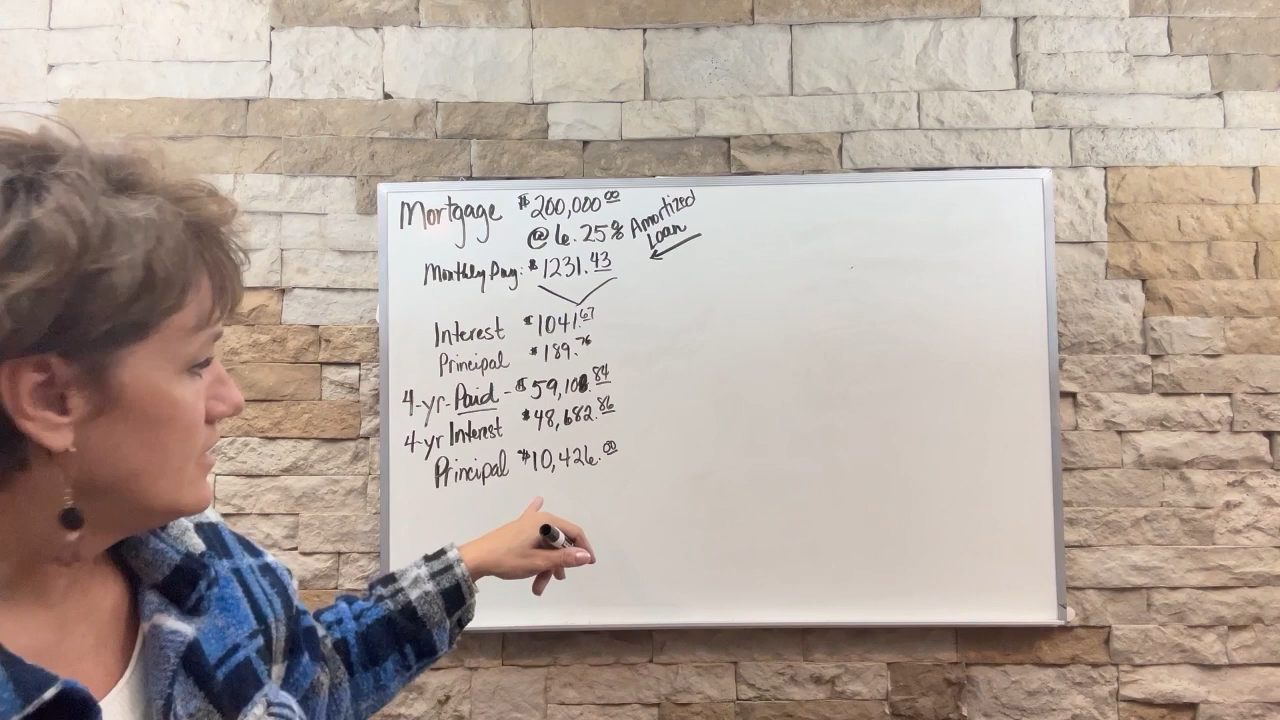 Mortgage $200,000.00
@ 6.25% Amortized Loan
Monthly Pay: $1231.43
Interest $1041.67
Principal $189.76
4-yr-Paid - $59,108.84
4-yr Interest $48,682.86
Principal $10,426.00